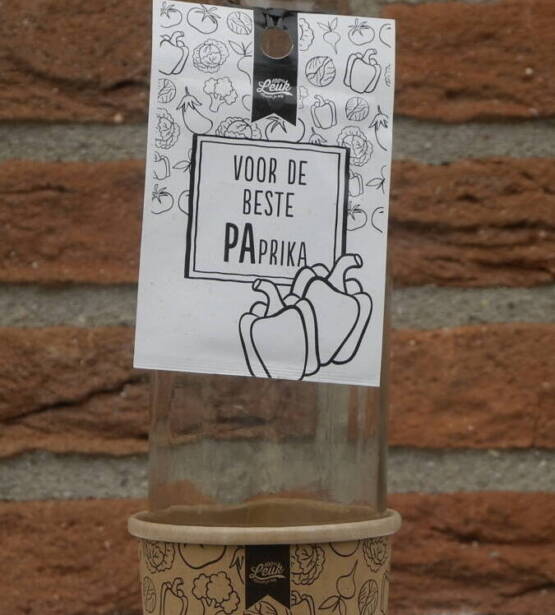 Leuk
VOOR DE
BESTE
PAPRIKA
Leuk